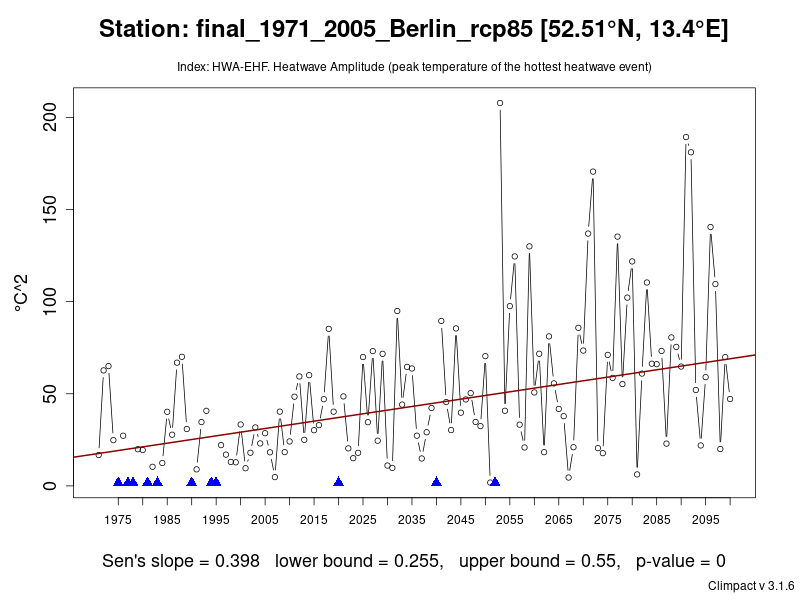 Station: final_1971_2005_Berlin_rcp85 [52.51°N, 13.4°E]
Index: HWA-EHF. Heatwave Amplitude (peak temperature of the hottest heatwave event)
200
150
100
50
0
°C^2
1975 1985 1995 2005 2015 2025 2035 2045 2055 2065 2075 2085 2095
Sen's slope = 0.398 lower bound = 0.255, upper bound = 0.55, p-value = 0
Climpact v 3.1.6